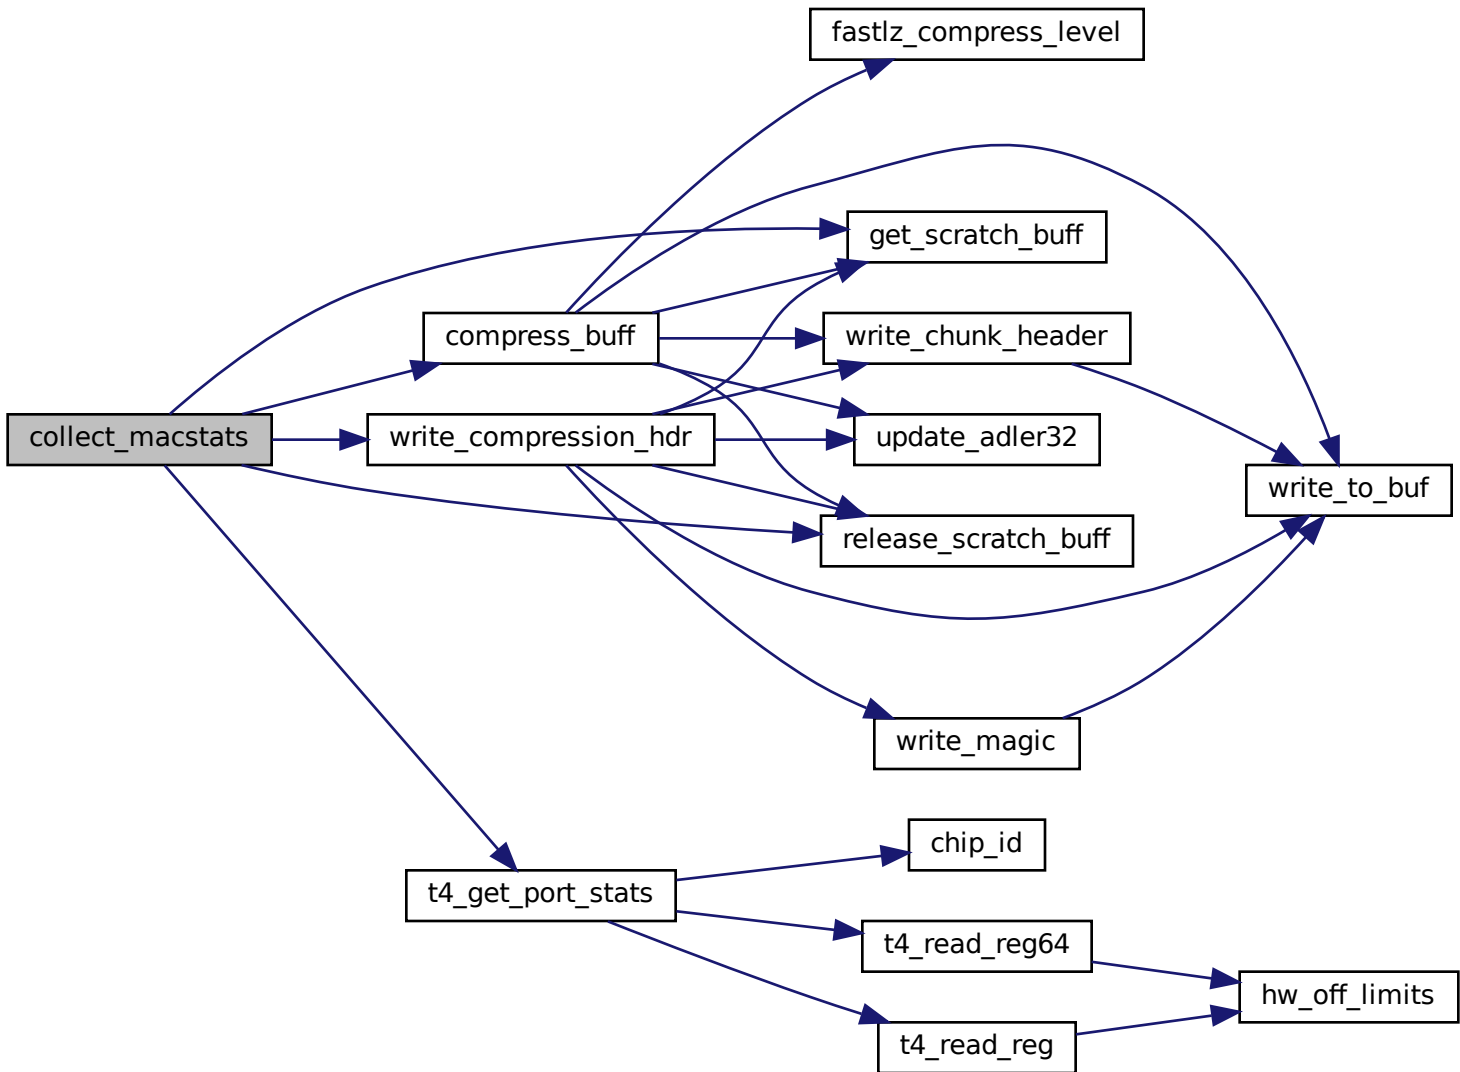 fastlz_compress_level
get_scratch_buff
compress_buff
write_chunk_header
collect_macstats
write_compression_hdr
update_adler32
write_to_buf
release_scratch_buff
write_magic
chip_id
t4_get_port_stats
t4_read_reg64
hw_off_limits
t4_read_reg